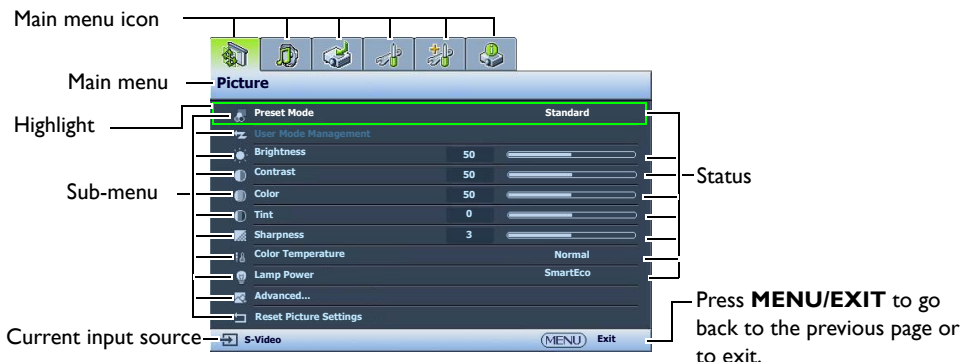 Main menu icon
Main menu
Picture
Highlight
Preset Mode Standard
User Mode Management
Brightness 50
Contrast 50
Sub-menu
Status
Color 50
Tint 0
Sharpness 3
Color Temperature Normal
Lamp Power SmartEco
Advanced...
Reset Picture Settings
Current input source
S-Video MENU Exit
Press MENU/EXIT to go
back to the previous page or
to exit.